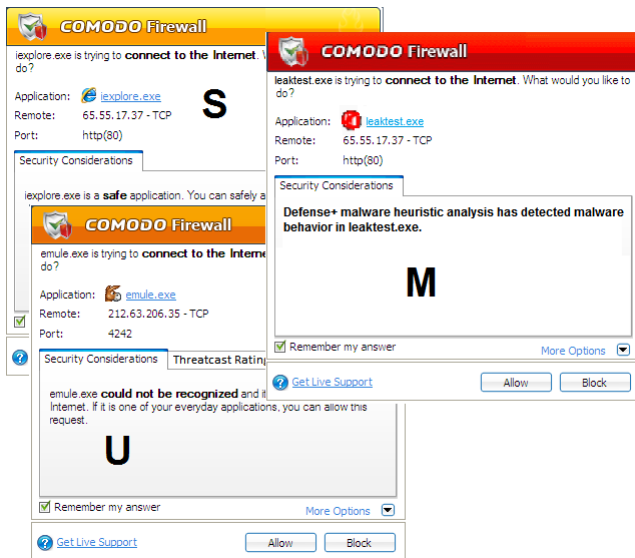 COMODO Firewall
iexplore.exe is trying to connect to the Internet.
do?
Application: iexplore.exe
Remote: 65.55.17.37 - TCP
Port: http(80)
S
Security Considerations
iexplore.exe is a safe application. You can safely a
COMODO Firewall
leaktest.exe is trying to connect to the Internet. What would you like to
do?
Application: leaktest.exe
Remote: 65.55.17.37 - TCP
Port: http(80)
Security Considerations
Defense+ malware heuristic analysis has detected malware
behavior in leaktest.exe.
M
Remember my answer
More Options
Get Live Support
Allow
Block
COMODO Firewall
emule.exe is trying to connect to the Interne
do?
Application: emule.exe
Remote: 212.63.206.35 - TCP
Port: 4242
Security Considerations
Threatcast Rating
emule.exe could not be recognized and it
Internet. If it is one of your everyday applications, you can allow this
request.
U
Remember my answer
More Options
Get Live Support
Allow
Block